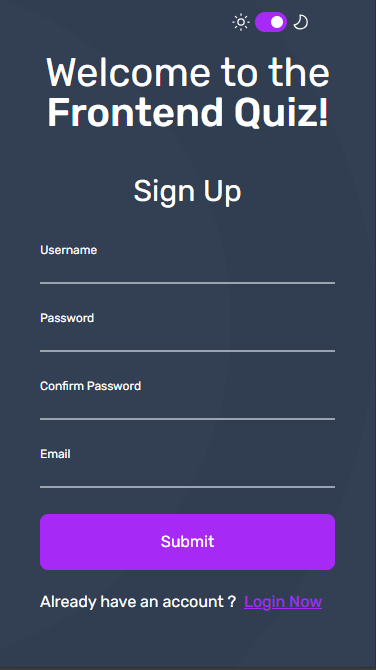 Welcome to the
Frontend Quiz!
Sign Up
Username
Password
Confirm Password
Email
Submit
Already have an account ? Login Now